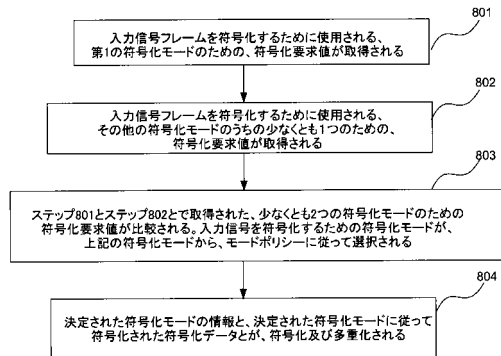 801
入力信号フレームを符号化するために使用される、
第1の符号化モードのための、符号化要求値が取得される
802
入力信号フレームを符号化するために使用される、
その他の符号化モードのうちの少なくとも1つのための、
符号化要求値が取得される
803
ステップ801とステップ802とで取得された、少なくとも2つの符号化モードのための
符号化要求値が比較される。入力信号を符号化するための符号化モードが、
上記の符号化モードから、モードポリシーに従って選択される
804
決定された符号化モードの情報と、決定された符号化モードに従って
符号化された符号化データとが、符号化及び多重化される